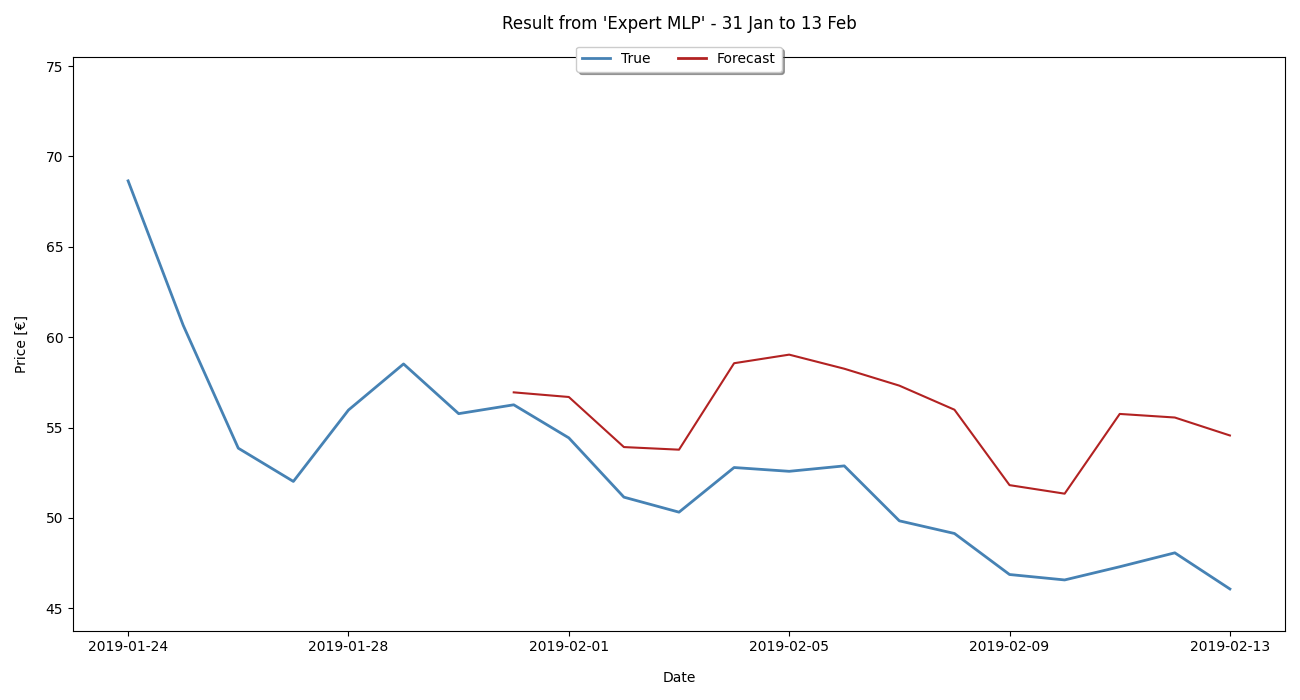 Result from 'Expert MLP' - 31 Jan to 13 Feb
True Forecast
75
70
65
60
55
50
45
Price [€]
2019-01-24 2019-01-28 2019-02-01 2019-02-05 2019-02-09 2019-02-13
Date